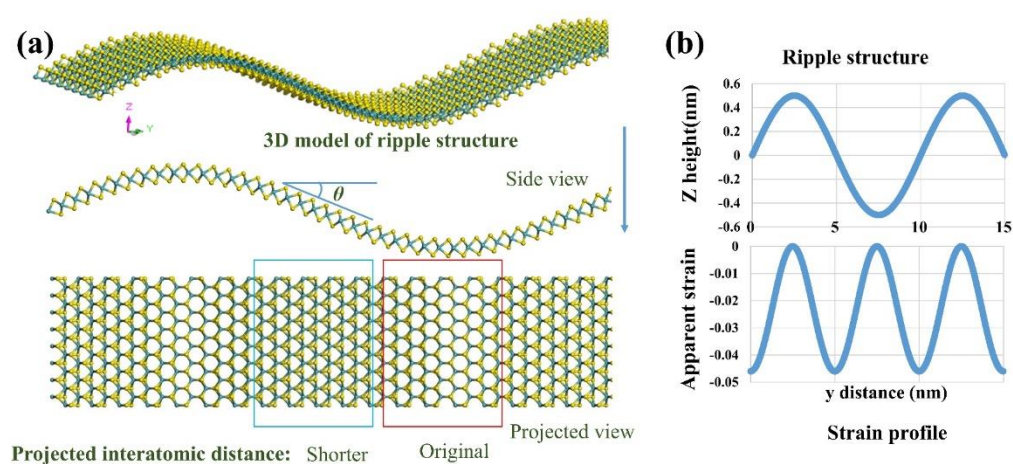 (a)
Z
Y
3D model of ripple structure
Side view
θ
Projected view
Projected interatomic distance: Shorter Original
(b)
Ripple structure
Z height(nm)
0.6
0.4
0.2
0
-0.2
-0.4
-0.6
0 5 10 15
Apparent strain
0
-0.01
-0.02
-0.03
-0.04
-0.05
y distance (nm)
Strain profile